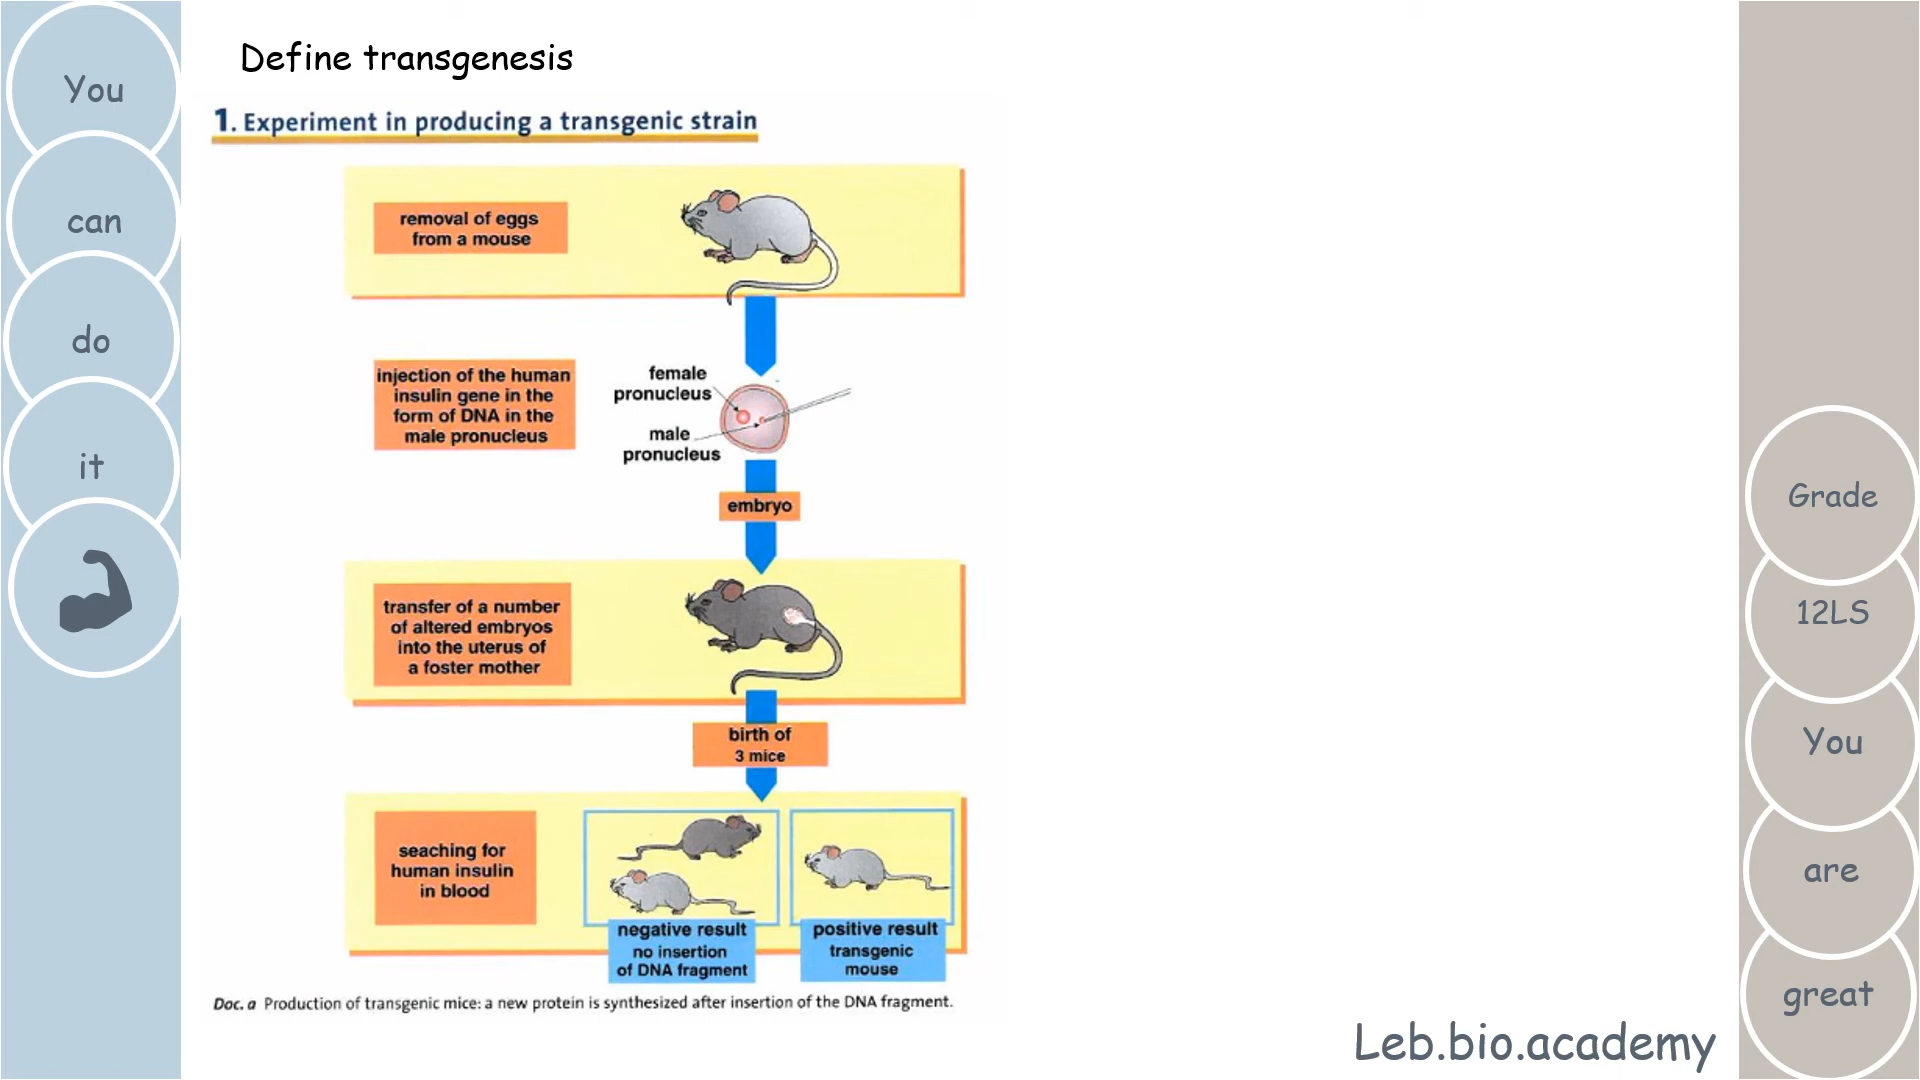 You
can
do
it
Define transgenesis
1. Experiment in producing a transgenic strain
removal of eggs
from a mouse
injection of the human
insulin gene in the
form of DNA in the
male pronucleus
female
pronucleus
male
pronucleus
embryo
transfer of a number
of altered embryos
into the uterus of
a foster mother
birth of
3 mice
seaching for
human insulin
in blood
negative result
no insertion
of DNA fragment
positive result
transgenic
mouse
Doc. a Production of transgenic mice: a new protein is synthesized after insertion of the DNA fragment.
Leb.bio.academy
Grade
12LS
You
are
great